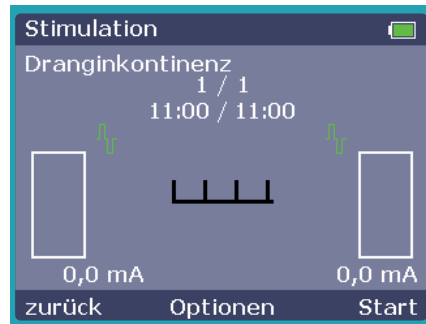 Stimulation
Dranginkontinenz
1 / 1
11:00 / 11:00
0,0 mA 0,0 mA
zurück Optionen Start